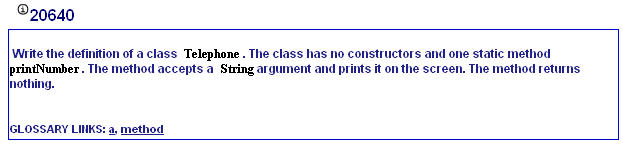 20640
Write the definition of a class Telephone . The class has no constructors and one static method
printNumber . The method accepts a String argument and prints it on the screen. The method returns
nothing.
GLOSSARY LINKS: a, method